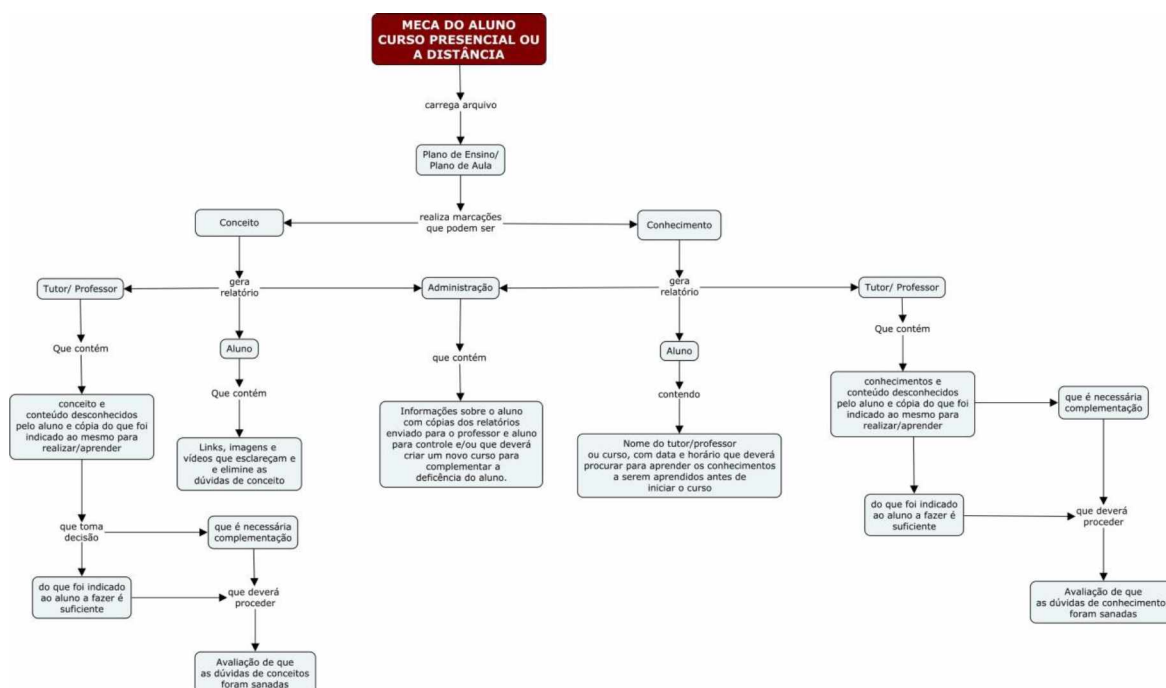 MECA DO ALUNO
CURSO PRESENCIAL OU
A DISTÂNCIA
carrega arquivo
Plano de Ensino/
Plano de Aula
realiza marcações
que podem ser
Conceito
Conhecimento
gera
relatório
gera
relatório
Tutor/ Professor
Administração
Tutor/ Professor
Que contém
Aluno
que contém
Aluno
Que contém
Que contém
contendo
conceito e
conteúdo desconhecidos
pelo aluno e cópia do que foi
indicado ao mesmo para
realizar/aprender
Links, imagens e
vídeos que esclareçam e
e elimine as
dúvidas de conceito
Informações sobre o aluno
com cópias dos relatórios
enviado para o professor e aluno
para controle e/ou que deverá
criar um novo curso para
complementar a
deficência do aluno.
Nome do tutor/professor
ou curso, com data e horário que deverá
procurar para aprender os conhecimentos
a serem aprendidos antes de
iniciar o curso
conhecimentos e
conteúdo desconhecidos
pelo aluno e cópia do que foi
indicado ao mesmo para
realizar/aprender
que é necessária
complementação
que toma
decisão
que é necessária
complementação
do que foi indicado
ao aluno a fazer é
suficiente
que deverá
proceder
do que foi indicado
ao aluno a fazer é
suficiente
que deverá
proceder
Avaliação de que
as dúvidas de conhecimento
foram sanadas
Avaliação de que
as dúvidas de conceitos
foram sanadas